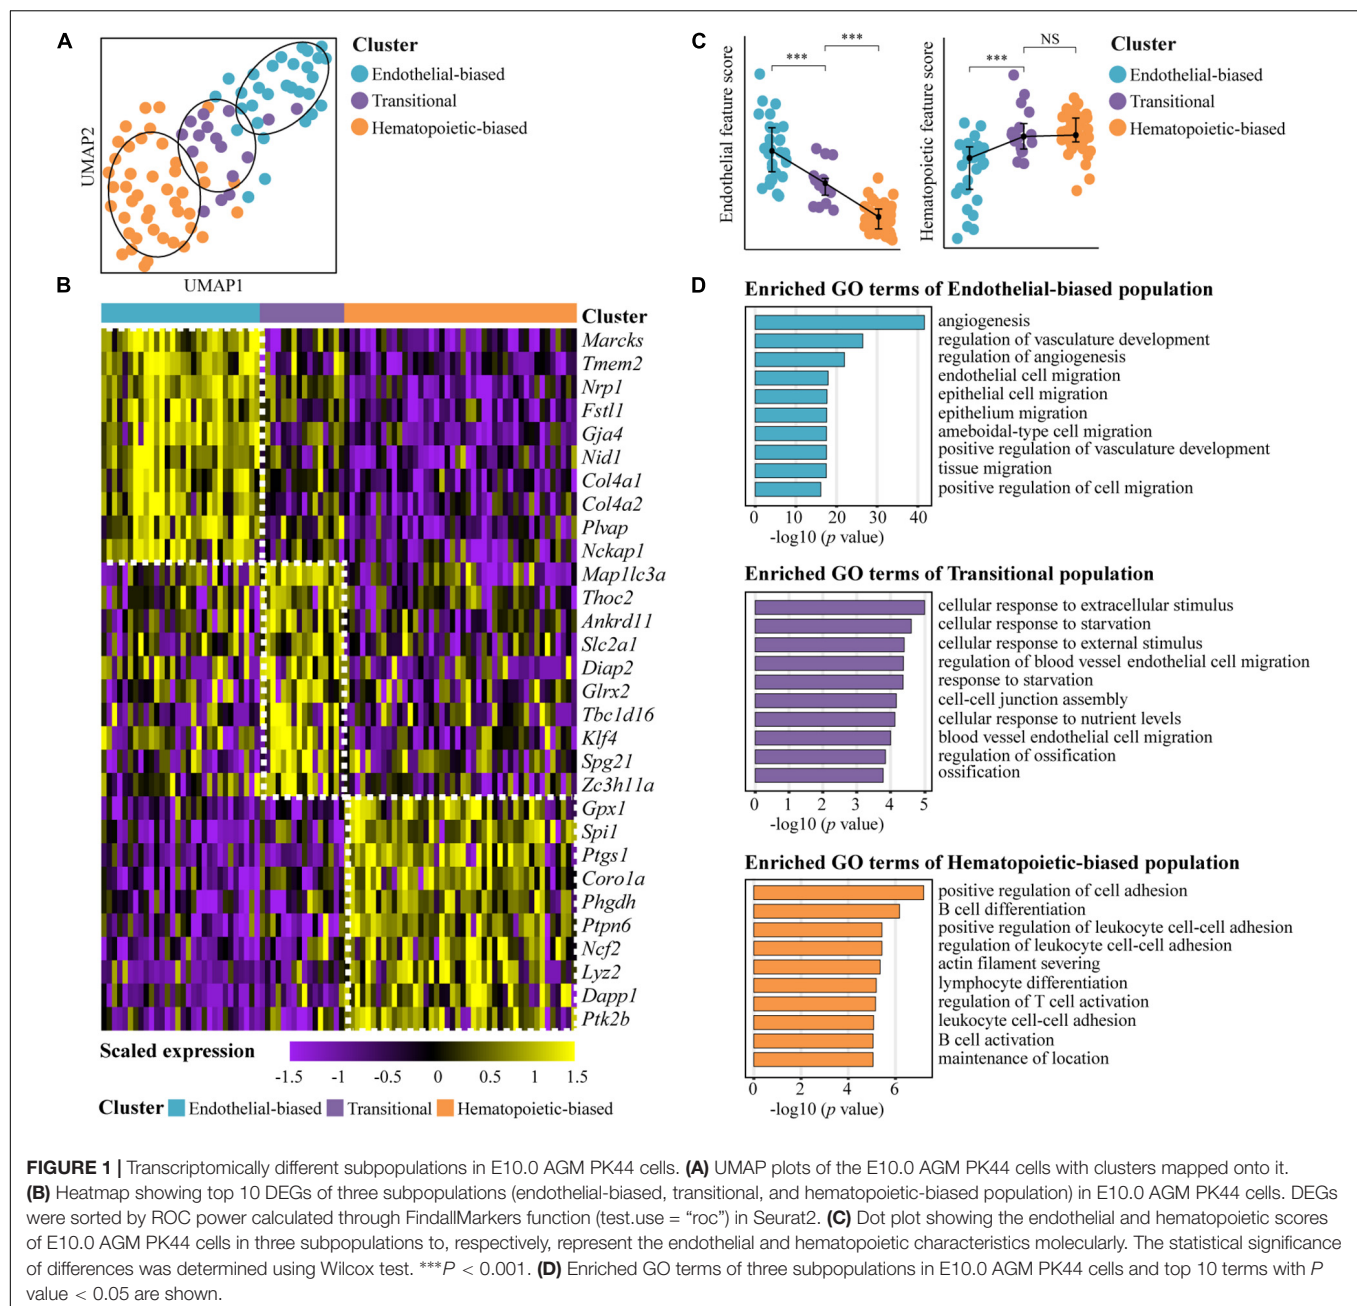 A
Cluster
Endothelial-biased
Transitional
Hematopoietic-biased
UMAP2
UMAP1
C
Endothelial feature score
***
***
Hematopoietic feature score
***
NS
Cluster
Endothelial-biased
Transitional
Hematopoietic-biased
B
Cluster
Marcks
Tmem2
Nrp1
Fstl1
Gja4
Nid1
Col4a1
Col4a2
Plvap
Nckap1
Map1lc3a
Thoc2
Ankrd11
Slc2a1
Diap2
Glrx2
Tbc1d16
Klf4
Spg21
Zc3h11a
Gpx1
Spi1
Ptgs1
Coro1a
Phgdh
Ptpn6
Ncf2
Lyz2
Dapp1
Ptk2b
Scaled expression
-1.5 -1 -0.5 0 0.5 1 1.5
Cluster Endothelial-biased Transitional Hematopoietic-biased
D
Enriched GO terms of Endothelial-biased population
angiogenesis
regulation of vasculature development
regulation of angiogenesis
endothelial cell migration
epithelial cell migration
epithelium migration
ameboidal-type cell migration
positive regulation of vasculature development
tissue migration
positive regulation of cell migration
0 10 20 30 40
-log10 (p value)
Enriched GO terms of Transitional population
cellular response to extracellular stimulus
cellular response to starvation
cellular response to external stimulus
regulation of blood vessel endothelial cell migration
response to starvation
cell-cell junction assembly
cellular response to nutrient levels
blood vessel endothelial cell migration
regulation of ossification
ossification
0 1 2 3 4 5
-log10 (p value)
Enriched GO terms of Hematopoietic-biased population
positive regulation of cell adhesion
B cell differentiation
positive regulation of leukocyte cell-cell adhesion
regulation of leukocyte cell-cell adhesion
actin filament severing
lymphocyte differentiation
regulation of T cell activation
leukocyte cell-cell adhesion
B cell activation
maintenance of location
0 2 4 6
-log10 (p value)
FIGURE 1 | Transcriptomically different subpopulations in E10.0 AGM PK44 cells. (A) UMAP plots of the E10.0 AGM PK44 cells with clusters mapped onto it.
(B) Heatmap showing top 10 DEGs of three subpopulations (endothelial-biased, transitional, and hematopoietic-biased population) in E10.0 AGM PK44 cells. DEGs
were sorted by ROC power calculated through FindallMarkers function (test.use = “roc”) in Seurat2. (C) Dot plot showing the endothelial and hematopoietic scores
of E10.0 AGM PK44 cells in three subpopulations to, respectively, represent the endothelial and hematopoietic characteristics molecularly. The statistical significance
of differences was determined using Wilcox test. ***P < 0.001. (D) Enriched GO terms of three subpopulations in E10.0 AGM PK44 cells and top 10 terms with P
value < 0.05 are shown.